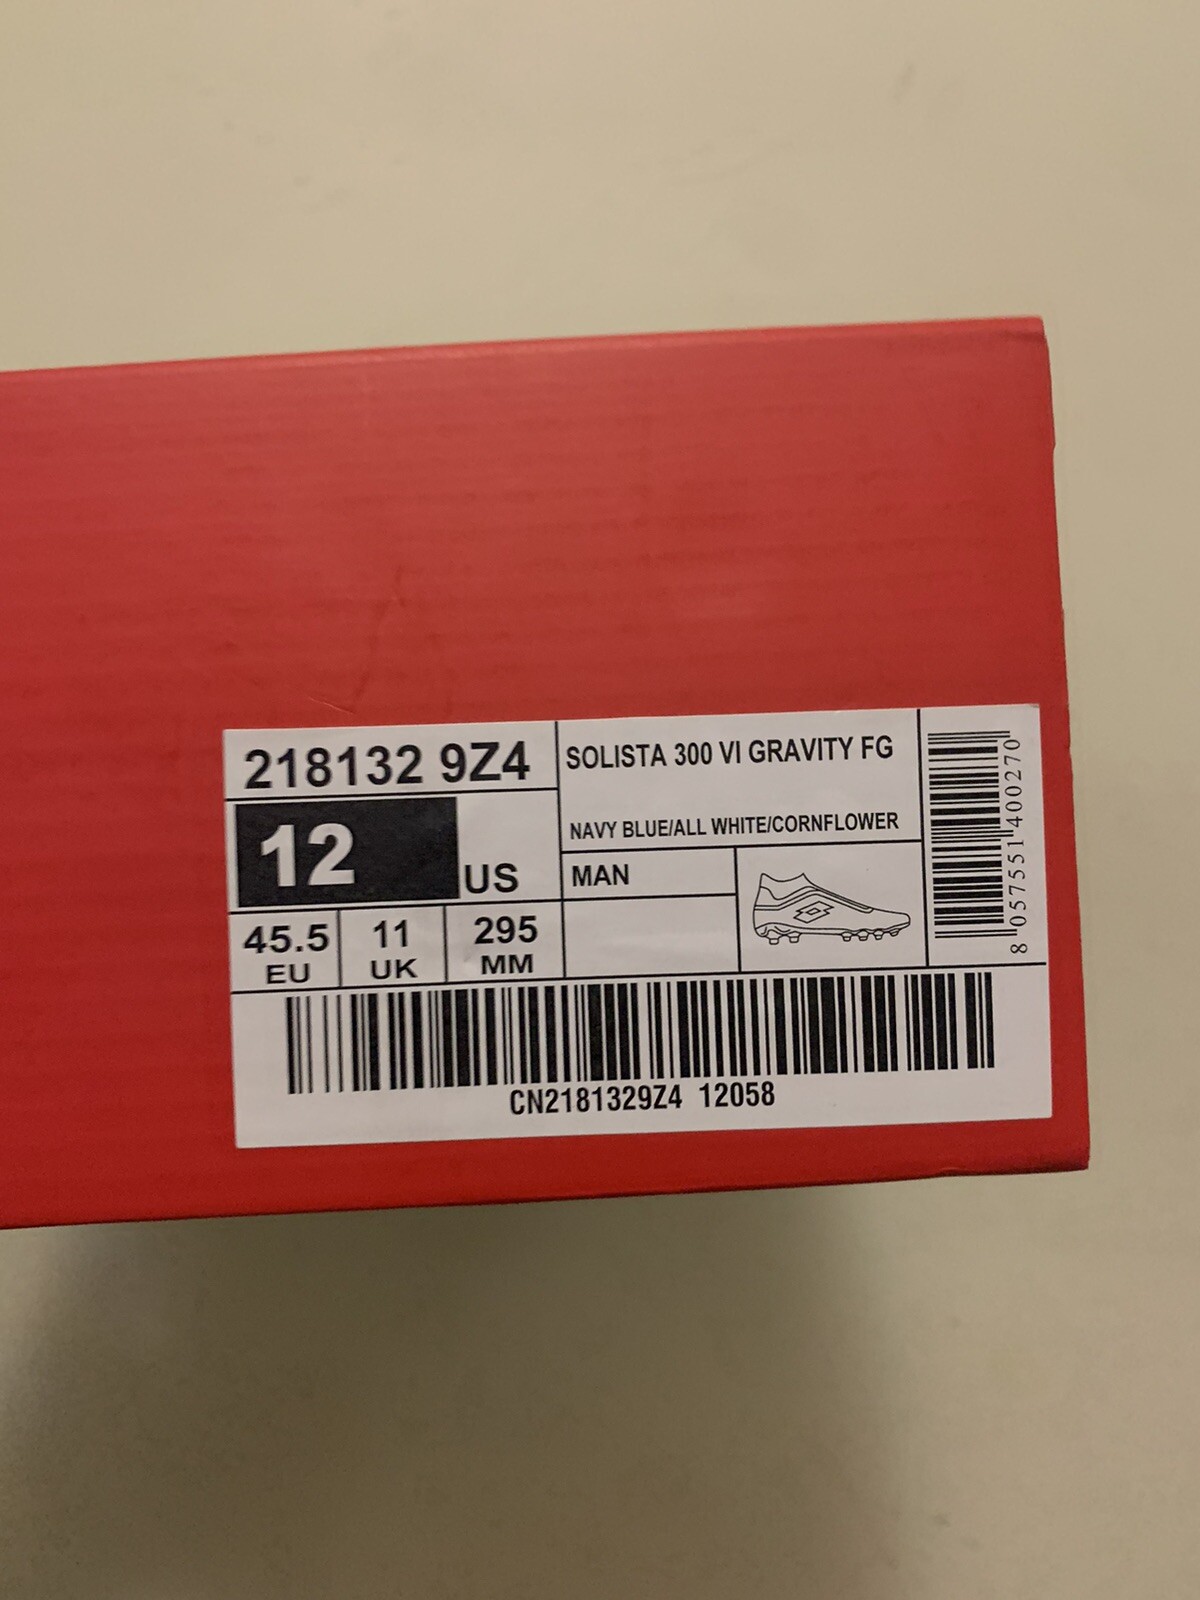 218132 9Z4
12 US
45.5 EU
11 UK
295 MM
SOLISTA 300 VI GRAVITY FG
NAVY BLUE/ALL WHITE/CORNFLOWER
MAN
8 057551 400270
CN2181329Z4 12058